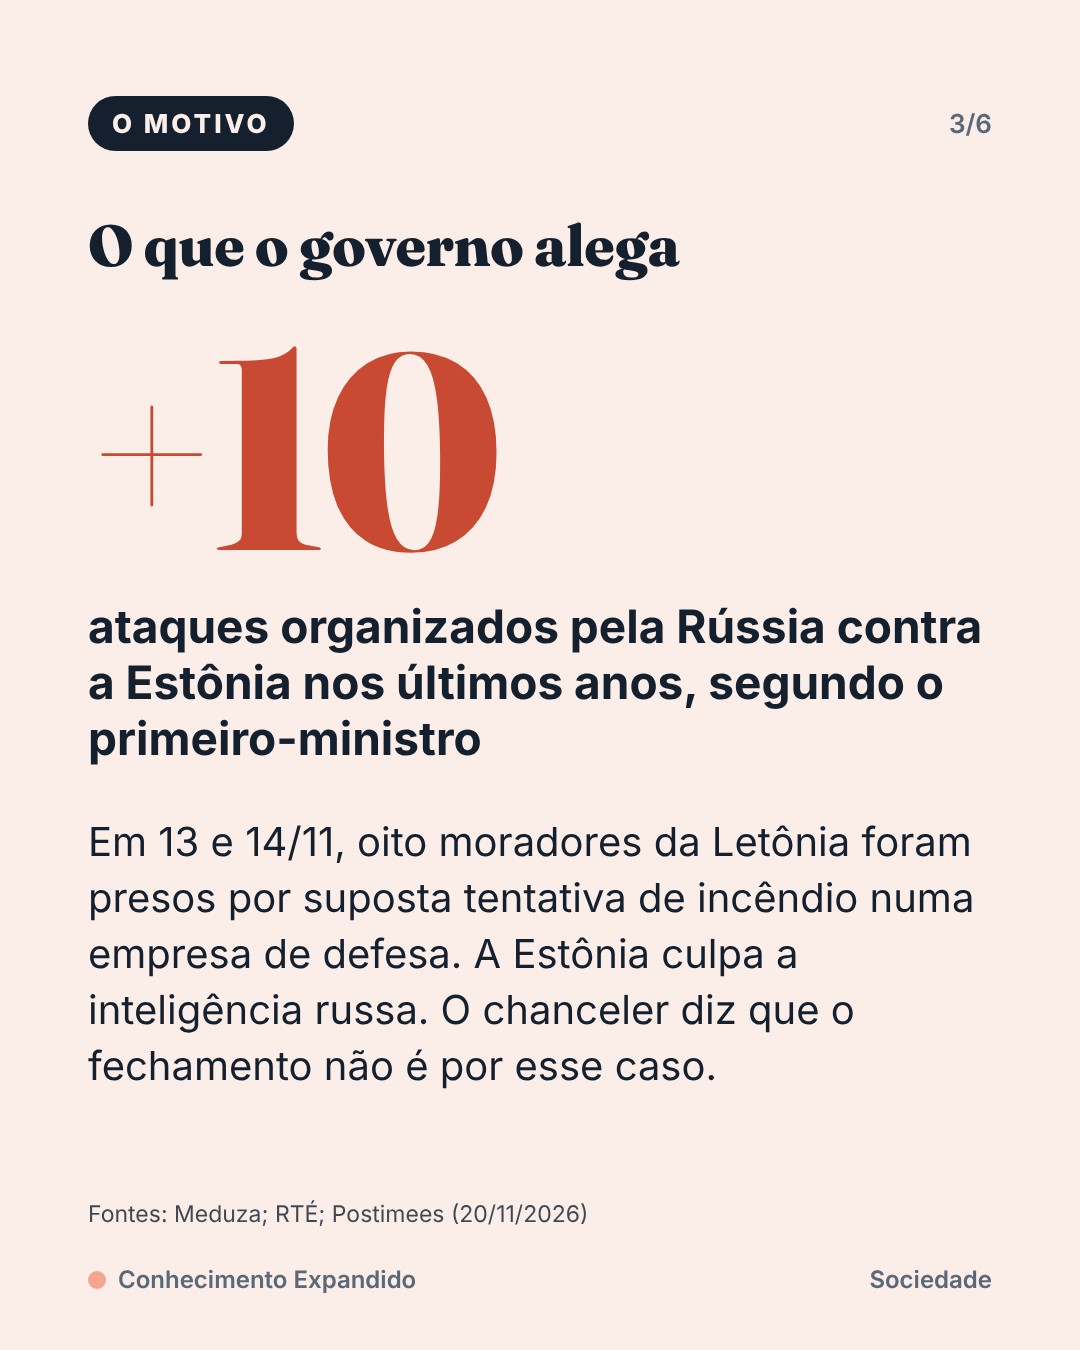 O MOTIVO
3/6
O que o governo alega
+10
ataques organizados pela Rússia contra
a Estônia nos últimos anos, segundo o
primeiro-ministro
Em 13 e 14/11, oito moradores da Letônia foram
presos por suposta tentativa de incêndio numa
empresa de defesa. A Estônia culpa a
inteligência russa. O chanceler diz que o
fechamento não é por esse caso.
Fontes: Meduza; RTÉ; Postimees (20/11/2026)
Conhecimento Expandido
Sociedade